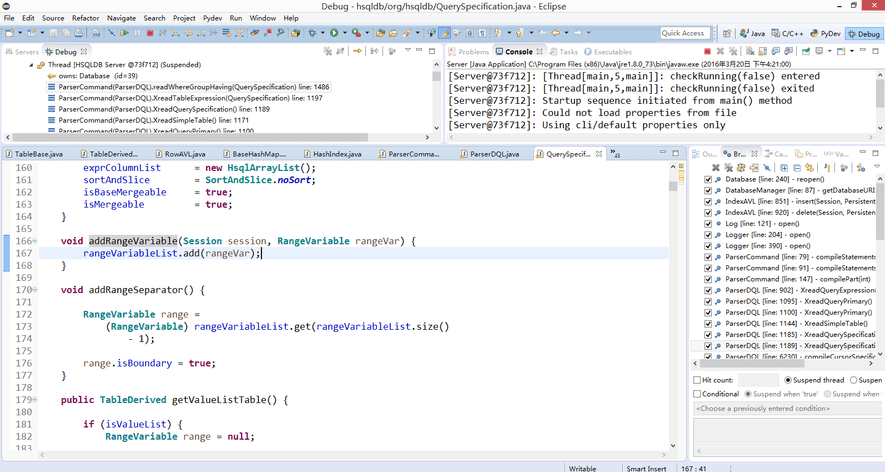 Debug - hsqldb/org/hsqldb/QuerySpecification.java - Eclipse
File Edit Source Refactor Navigate Search Project Pydev Run Window Help
Quick Access
Java
C/C++
PyDev
Debug
Servers
Debug
Thread [HSQLDB Server @73f712] (Suspended)
owns: Database (id=39)
ParserCommand(ParserDQL).readWhereGroupHaving(QuerySpecification) line: 1486
ParserCommand(ParserDQL).XreadTableExpression(QuerySpecification) line: 1197
ParserCommand(ParserDQL).XreadQuerySpecification() line: 1189
ParserCommand(ParserDQL).XreadSimpleTable() line: 1171
ParserCommand(ParserDQL).XreadQueryPrimary() line: 1100
Problems
Console
Tasks
Executables
Server [Java Application] C:\Program Files (x86)\Java\jre1.8.0_73\bin\javaw.exe (2016年3月20日 下午4:21:00)
[Server@73f712]: [Thread[main,5,main]]: checkRunning(false) entered
[Server@73f712]: [Thread[main,5,main]]: checkRunning(false) exited
[Server@73f712]: Startup sequence initiated from main() method
[Server@73f712]: Could not load properties from file
[Server@73f712]: Using cli/default properties only
TableBase.java
TableDerived...
RowAVL.java
BaseHashMap...
HashIndex.java
ParserComma...
ParserDQL.java
QuerySpecifi...
»45
160 exprColumnList = new HsqlArrayList();
161 sortAndSlice = SortAndSlice.noSort;
162 isBaseMergeable = true;
163 isMergeable = true;
164 }
165
166 void addRangeVariable(Session session, RangeVariable rangeVar) {
167 rangeVariableList.add(rangeVar);
168 }
169
170 void addRangeSeparator() {
171
172 RangeVariable range =
173 (RangeVariable) rangeVariableList.get(rangeVariableList.size()
174 - 1);
175
176 range.isBoundary = true;
177 }
178
179 public TableDerived getValueListTable() {
180
181 if (isValueList) {
182 RangeVariable range = null;
183
Ou...
Br...
Ca...
Pr...
Va...
Database [line: 240] - reopen()
DatabaseManager [line: 87] - getDatabaseURI
IndexAVL [line: 851] - insert(Session, Persistent
IndexAVL [line: 920] - delete(Session, Persisten
Log [line: 121] - open()
Logger [line: 204] - open()
Logger [line: 390] - open()
ParserCommand [line: 79] - compileStatements
ParserCommand [line: 91] - compileStatements
ParserCommand [line: 147] - compilePart(int)
ParserDQL [line: 902] - XreadQueryExpression
ParserDQL [line: 1095] - XreadQueryPrimary()
ParserDQL [line: 1100] - XreadQueryPrimary()
ParserDQL [line: 1144] - XreadSimpleTable()
ParserDQL [line: 1185] - XreadQuerySpecificati
ParserDQL [line: 1189] - XreadQuerySpecificati
ParserDQL [line: 6230] - compileCursorSpecific
Hit count:
Suspend thread
Suspen
Conditional
Suspend when 'true'
Suspend when
<Choose a previously entered condition>
Writable
Smart Insert
167 : 41